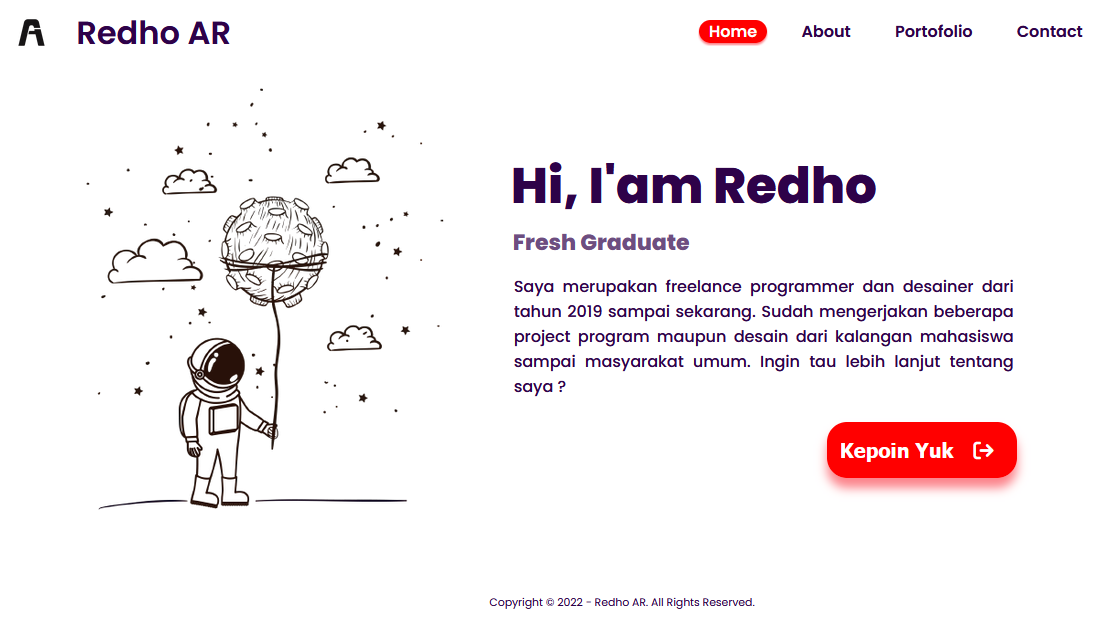 Redho AR
Home
About
Portofolio
Contact
Hi, I'am Redho
Fresh Graduate
Saya merupakan freelance programmer dan desainer dari
tahun 2019 sampai sekarang. Sudah mengerjakan beberapa
project program maupun desain dari kalangan mahasiswa
sampai masyarakat umum. Ingin tau lebih lanjut tentang
saya ?
Kepoin Yuk
Copyright © 2022 - Redho AR. All Rights Reserved.